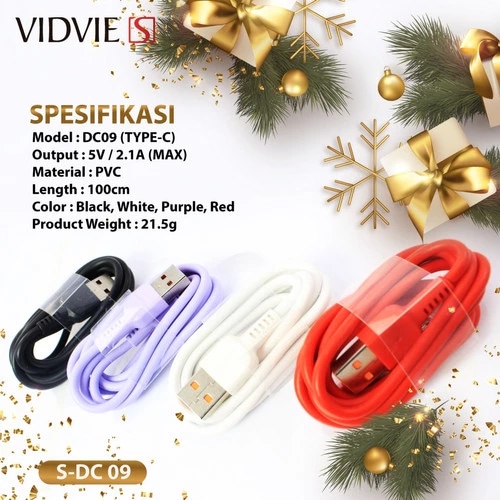 VIDVIE S
SPESIFIKASI
Model : DC09 (TYPE-C)
Output : 5V / 2.1A (MAX)
Material : PVC
Length : 100cm
Color : Black, White, Purple, Red
Product Weight : 21.5g
S-DC 09